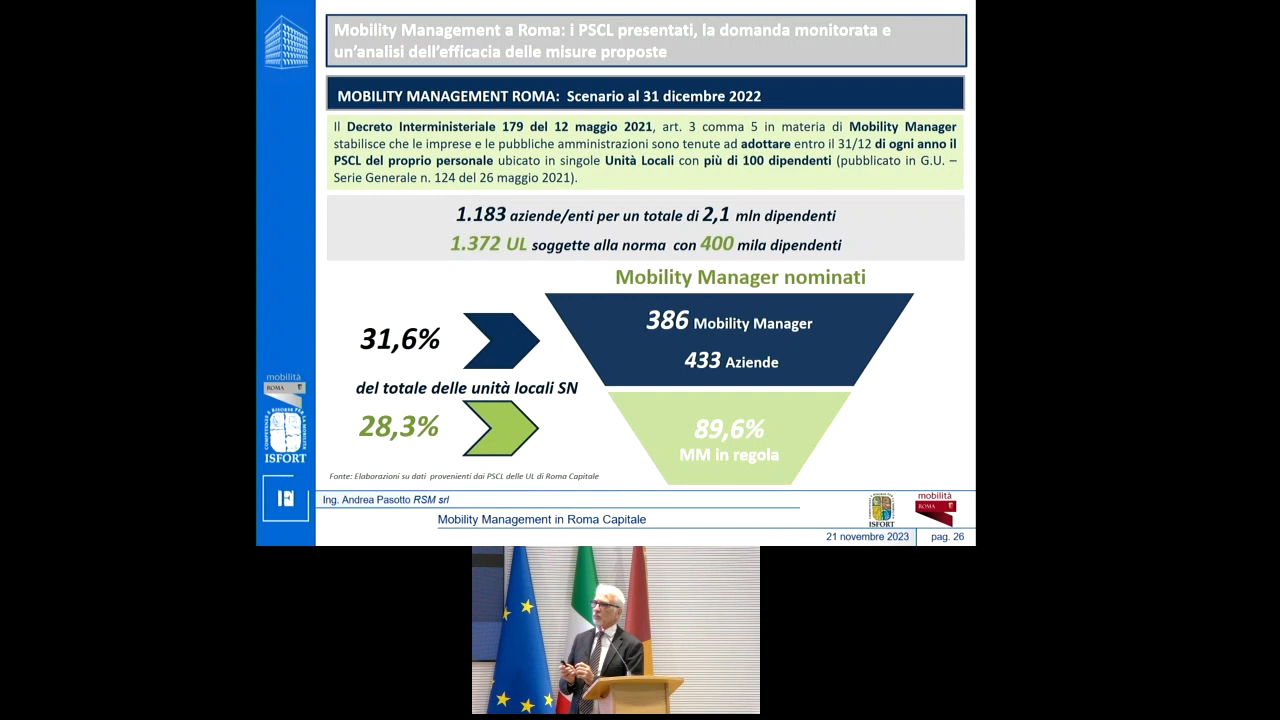 Mobility Management a Roma: i PSCL presentati, la domanda monitorata e
un'analisi dell'efficacia delle misure proposte
MOBILITY MANAGEMENT ROMA: Scenario al 31 dicembre 2022
Il Decreto Interministeriale 179 del 12 maggio 2021, art. 3 comma 5 in materia di Mobility Manager
stabilisce che le imprese e le pubbliche amministrazioni sono tenute ad adottare entro il 31/12 di ogni anno il
PSCL del proprio personale ubicato in singole Unità Locali con più di 100 dipendenti (pubblicato in G.U. –
Serie Generale n. 124 del 26 maggio 2021).
1.183 aziende/enti per un totale di 2,1 mln dipendenti
1.372 UL soggette alla norma con 400 mila dipendenti
Mobility Manager nominati
386 Mobility Manager
433 Aziende
31,6%
del totale delle unità locali SN
28,3%
89,6%
MM in regola
Fonte: Elaborazioni su dati provenienti dai PSCL delle UL di Roma Capitale
mobilità
ROMA
COMPETENZE E RISORSE PER LA MOBILITÀ
ISFORT
Ing. Andrea Pasotto RSM srl
Mobility Management in Roma Capitale
ISFORT
mobilità
ROMA
21 novembre 2023
pag. 26